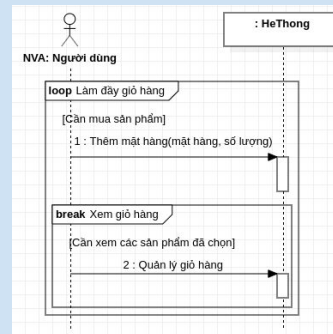 : HeThong
NVA: Người dùng
loop Làm đầy giỏ hàng
[Cần mua sản phẩm]
1 : Thêm mặt hàng(mặt hàng, số lượng)
break Xem giỏ hàng
[Cần xem các sản phẩm đã chọn]
2 : Quản lý giỏ hàng